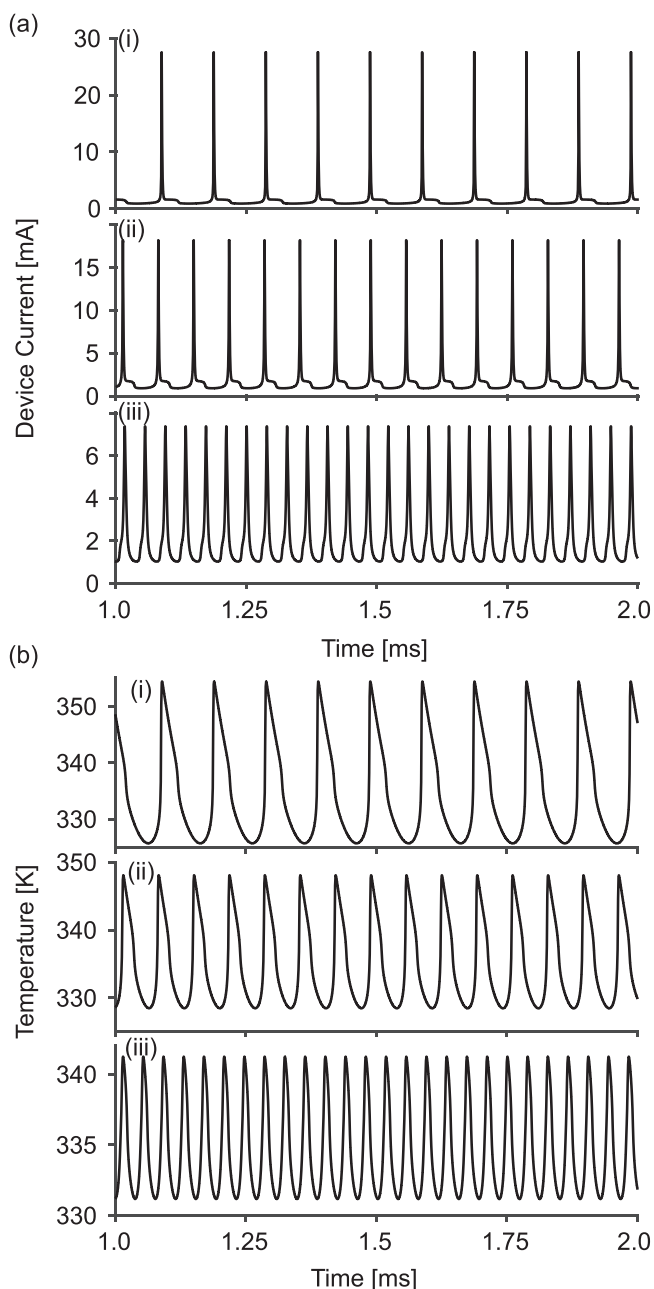 (a)
(i)
30
20
10
0
(ii)
15
10
5
0
(iii)
6
4
2
0
Device Current [mA]
1.0 1.25 1.5 1.75 2.0
Time [ms]
(b)
(i)
350
340
330
(ii)
350
340
330
(iii)
340
335
330
Temperature [K]
1.0 1.25 1.5 1.75 2.0
Time [ms]